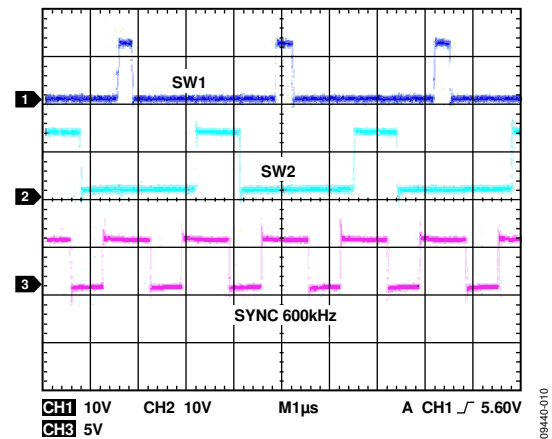 SW1
1
SW2
2
3
SYNC 600kHz
CH1 10V CH2 10V M1µs A CH1 5.60V
CH3 5V
09440-010